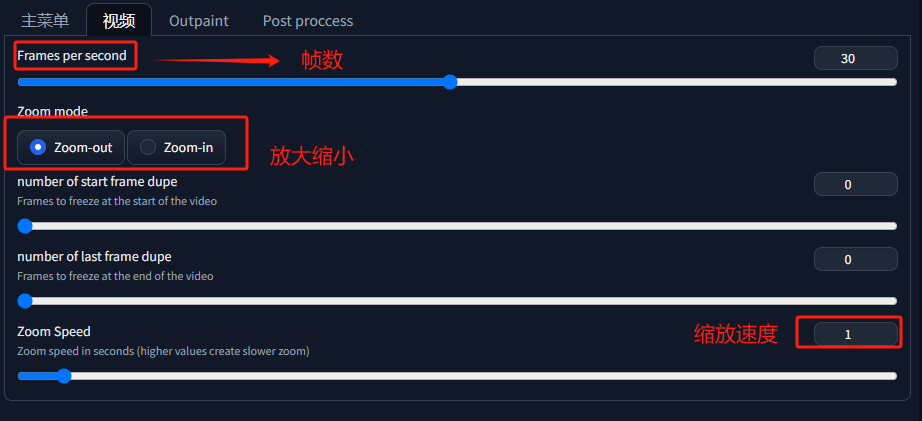 主菜单 视频 Outpaint Post proccess
Frames per second 帧数 30
Zoom mode
Zoom-out Zoom-in 放大缩小
number of start frame dupe 0
Frames to freeze at the start of the video
number of last frame dupe 0
Frames to freeze at the end of the video
Zoom Speed 缩放速度 1
Zoom speed in seconds (higher values create slower zoom)